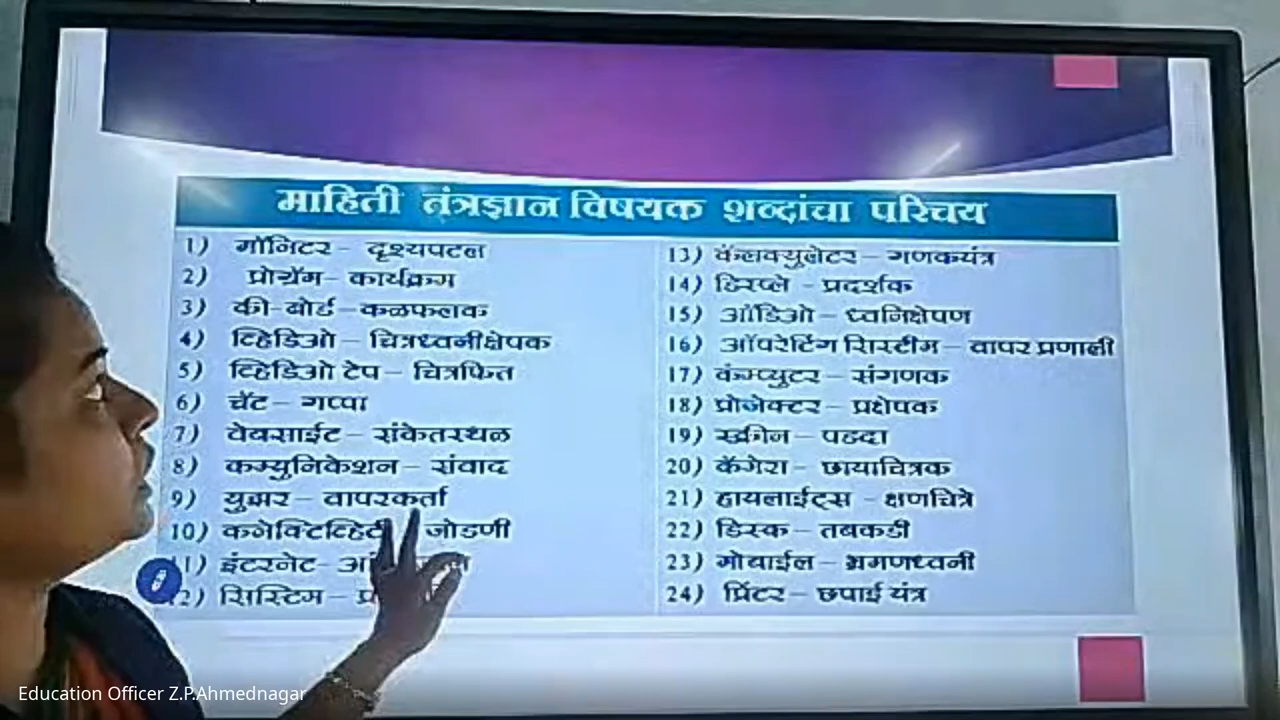 माहिती तंत्रज्ञान विषयक शब्दांचा परिचय
1) मॉनिटर – दृश्यपटल
2) प्रोग्रॅम– कार्यक्रम
3) की-बोर्ड – कळफलक
4) व्हिडिओ – चित्रध्वनीक्षेपक
5) व्हिडिओ टेप – चित्रफित
6) चॅट – गप्पा
7) वेबसाईट – संकेतस्थळ
8) कम्युनिकेशन – संवाद
9) युझर – वापरकर्ता
10) कनेक्टिव्हिटी जोडणी
11) इंटरनेट–
12) सिस्टिम –
13) कॅलक्युलेटर – गणकयंत्र
14) डिस्प्ले – प्रदर्शक
15) ऑडिओ – ध्वनिक्षेपण
16) ऑपरेटिंग सिस्टीम – वापर प्रणाली
17) कंम्प्युटर – संगणक
18) प्रोजेक्टर – प्रक्षेपक
19) स्क्रीन – पडदा
20) कॅमेरा – छायाचित्रक
21) हायलाईट्स – क्षणचित्रे
22) डिस्क – तबकडी
23) मोबाईल – भ्रमणध्वनी
24) प्रिंटर – छपाई यंत्र
Education Officer Z.P.Ahmednagar